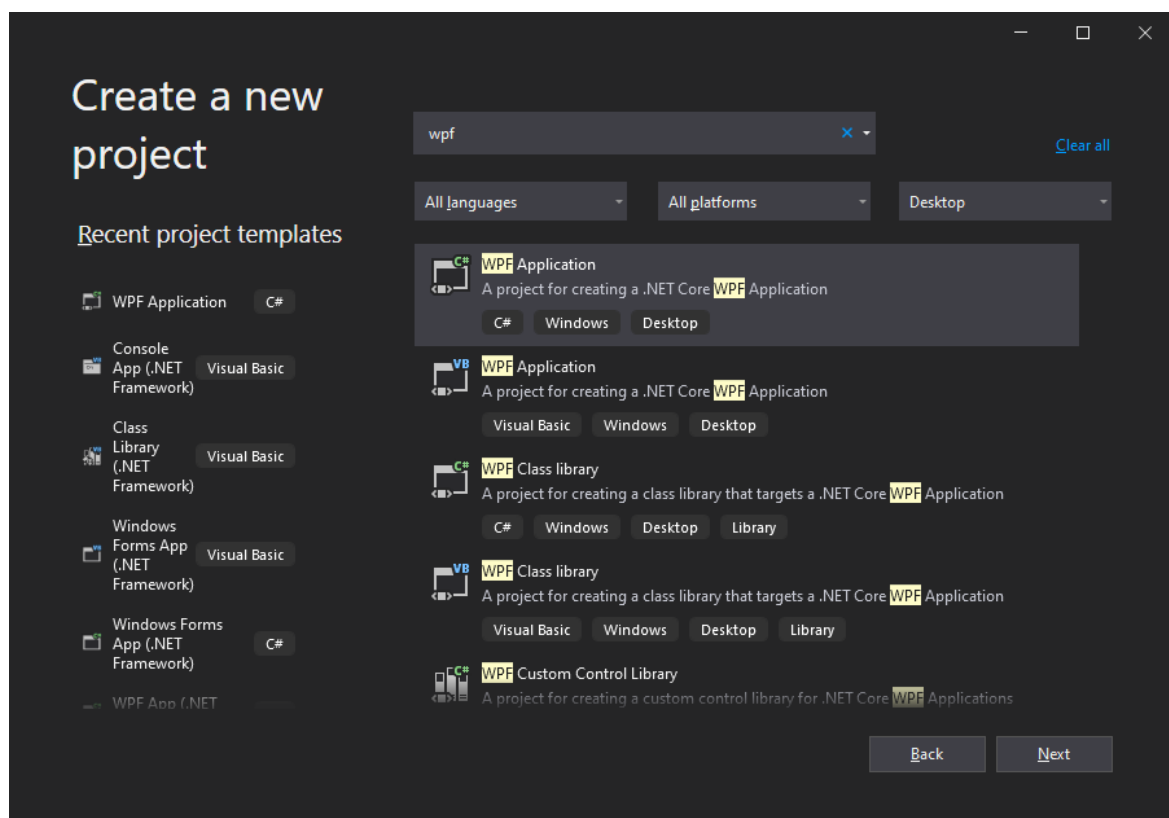 Create a new
project
Recent project templates
WPF Application C#
Console
App (.NET Visual Basic
Framework)
Class
Library
(.NET Visual Basic
Framework)
Windows
Forms App
(.NET Visual Basic
Framework)
Windows Forms
App (.NET C#
Framework)
WPF App (.NET
wpf
Clear all
All languages All platforms Desktop
C# WPF Application
A project for creating a .NET Core WPF Application
C# Windows Desktop
VB WPF Application
A project for creating a .NET Core WPF Application
Visual Basic Windows Desktop
C# WPF Class library
A project for creating a class library that targets a .NET Core WPF Application
C# Windows Desktop Library
VB WPF Class library
A project for creating a class library that targets a .NET Core WPF Application
Visual Basic Windows Desktop Library
C# WPF Custom Control Library
A project for creating a custom control library for .NET Core WPF Applications
Back Next